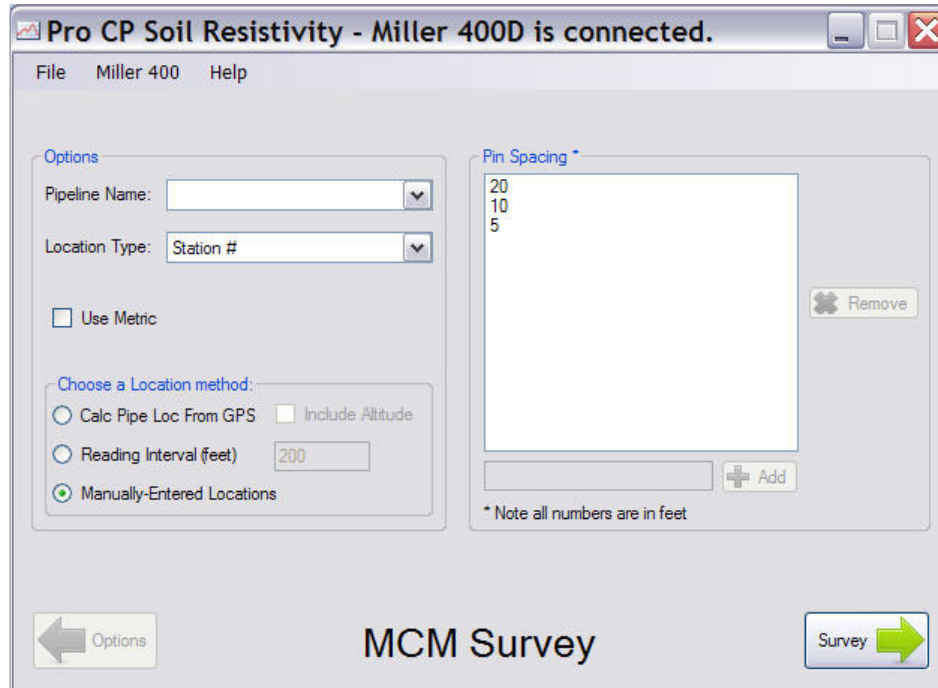 Pro CP Soil Resistivity - Miller 400D is connected.
File Miller 400 Help
Options
Pipeline Name:
Location Type: Station #
Use Metric
Choose a Location method:
Calc Pipe Loc From GPS Include Altitude
Reading Interval (feet) 200
Manually-Entered Locations
Pin Spacing *
20
10
5
Remove
Add
* Note all numbers are in feet
Options
MCM Survey
Survey